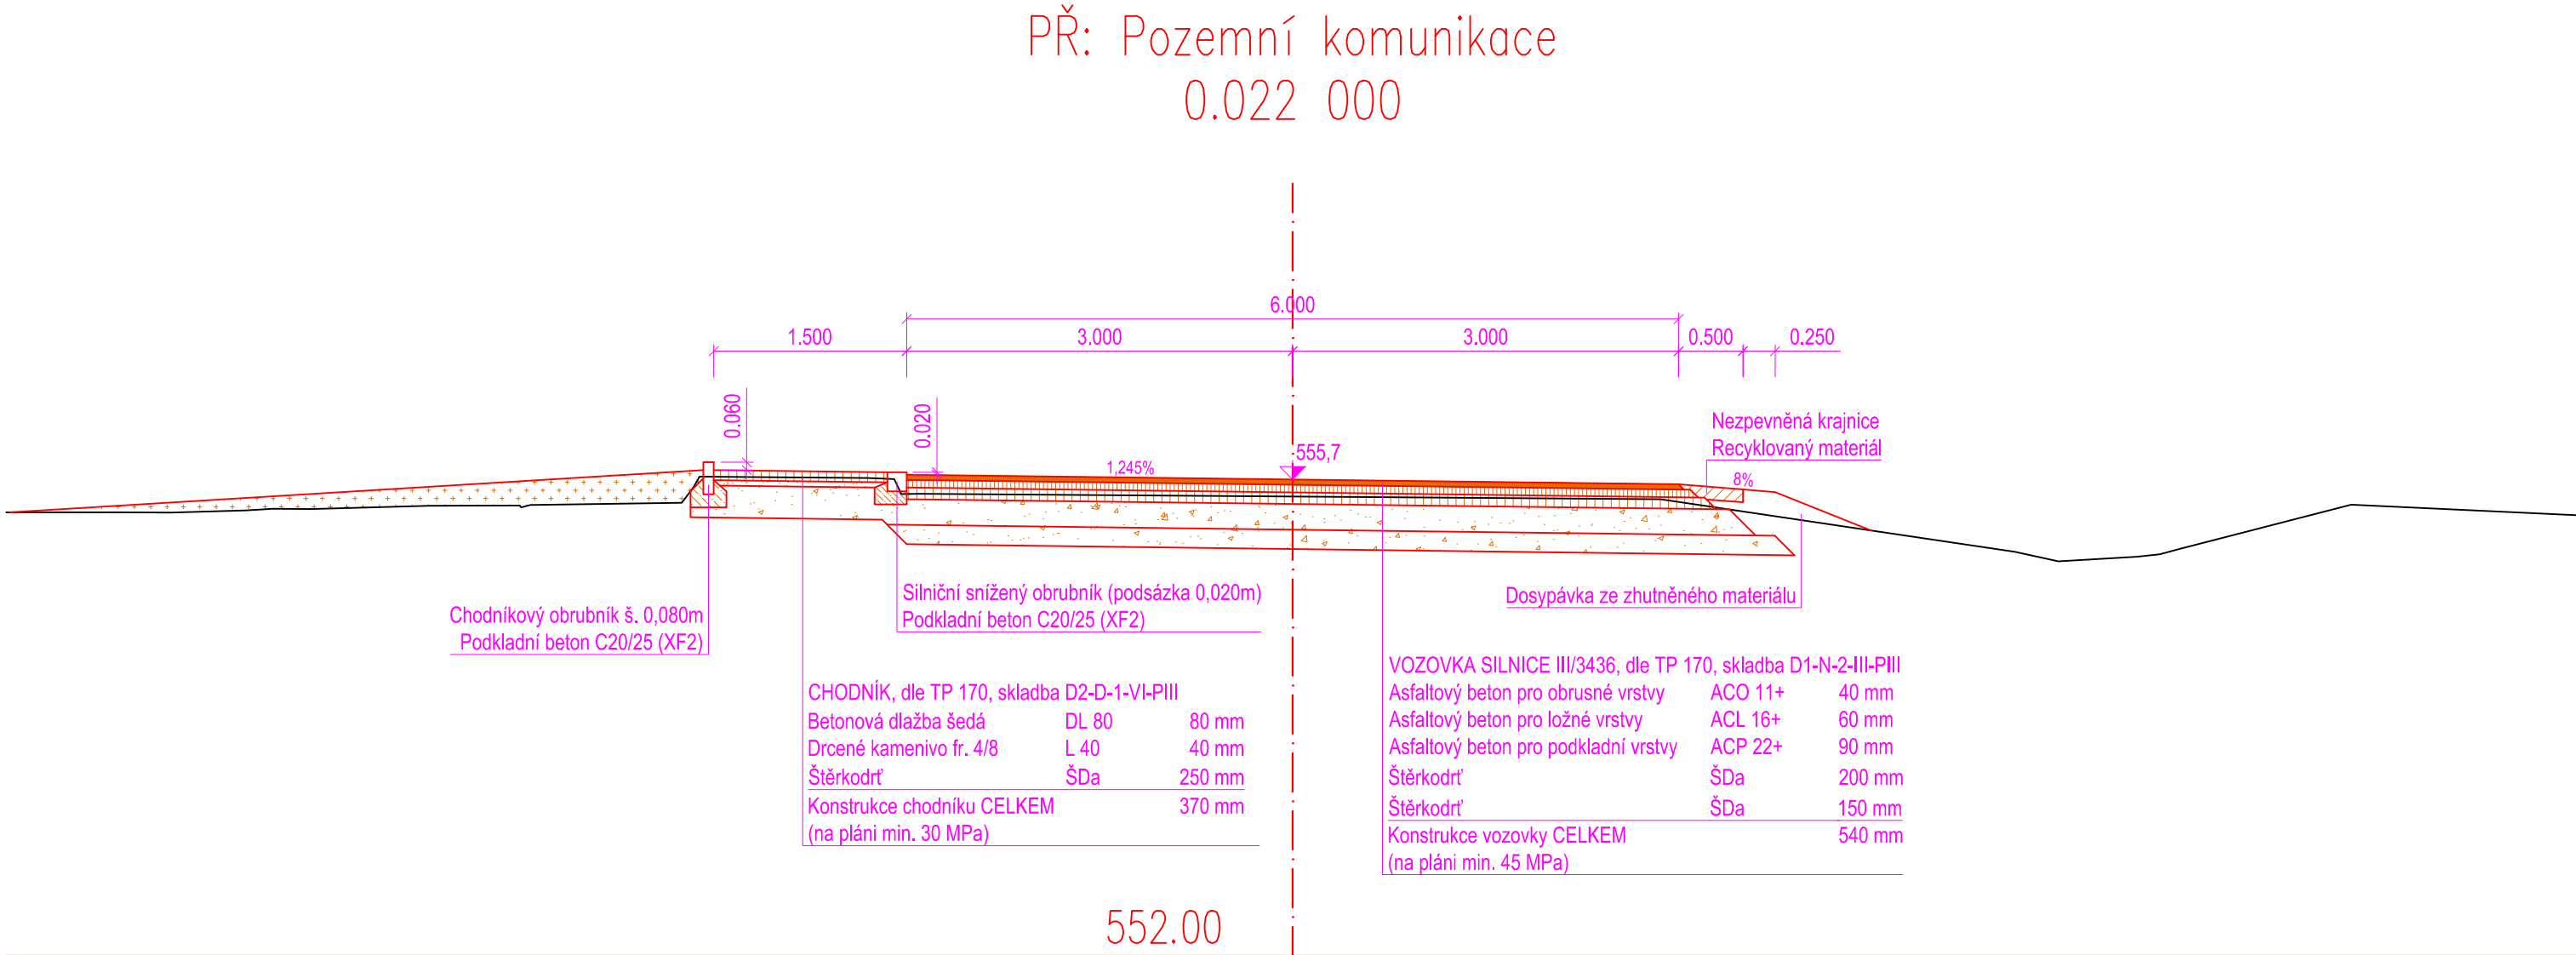 PŘ: Pozemní komunikace
0.022 000
6.000
1.500 3.000 3.000 0.500 0.250
0.060
0.020
Nezpevněná krajnice
Recyklovaný materiál
555,7
1,245%
8%
Silniční snížený obrubník (podsázka 0,020m)
Podkladní beton C20/25 (XF2)
Dosypávka ze zhutněného materiálu
Chodníkový obrubník š. 0,080m
Podkladní beton C20/25 (XF2)
CHODNÍK, dle TP 170, skladba D2-D-1-VI-PIII
Betonová dlažba šedá DL 80 80 mm
Drcené kamenivo fr. 4/8 L 40 40 mm
Štěrkodrť ŠDa 250 mm
Konstrukce chodníku CELKEM 370 mm
(na pláni min. 30 MPa)
VOZOVKA SILNICE III/3436, dle TP 170, skladba D1-N-2-III-PIII
Asfaltový beton pro obrusné vrstvy ACO 11+ 40 mm
Asfaltový beton pro ložné vrstvy ACL 16+ 60 mm
Asfaltový beton pro podkladní vrstvy ACP 22+ 90 mm
Štěrkodrť ŠDa 200 mm
Štěrkodrť ŠDa 150 mm
Konstrukce vozovky CELKEM 540 mm
(na pláni min. 45 MPa)
552.00